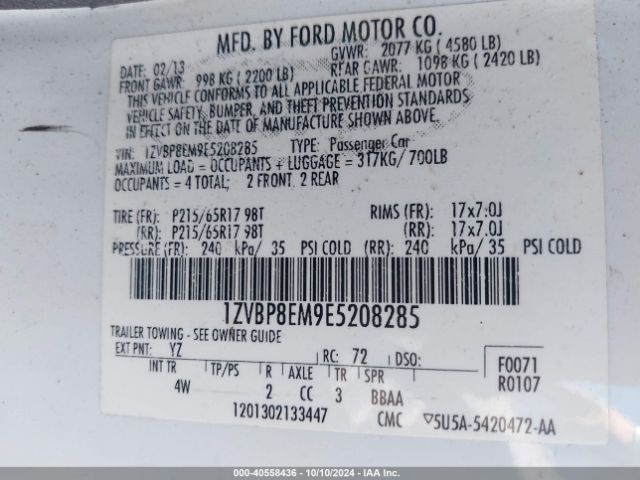 MFD. BY FORD MOTOR CO.
DATE: 02/13
GVWR: 2077 KG ( 4580 LB)
FRONT GAWR: 998 KG ( 2200 LB)
REAR GAWR: 1098 KG ( 2420 LB)
THIS VEHICLE CONFORMS TO ALL APPLICABLE FEDERAL MOTOR
VEHICLE SAFETY, BUMPER, AND THEFT PREVENTION STANDARDS
IN EFFECT ON THE DATE OF MANUFACTURE SHOWN ABOVE.
VIN: 1ZVBP8EM9E5208285 TYPE: Passenger Car
MAXIMUM LOAD = OCCUPANTS + LUGGAGE = 317KG/ 700LB
OCCUPANTS = 4 TOTAL; 2 FRONT, 2 REAR
TIRE (FR): P215/65R17 98T RIMS (FR): 17x7.0J
(RR): P215/65R17 98T (RR): 17x7.0J
PRESSURE (FR): 240 kPa/ 35 PSI COLD (RR): 240 kPa/ 35 PSI COLD
1ZVBP8EM9E5208285
TRAILER TOWING - SEE OWNER GUIDE
EXT PNT: YZ RC: 72 DSO: F0071
R0107
INT TR TP/PS R AXLE TR SPR
4W 2 CC 3 BBAA
1201302133447 CMC ▽5U5A-5420472-AA
000-40558436 - 10/10/2024 - IAA Inc.